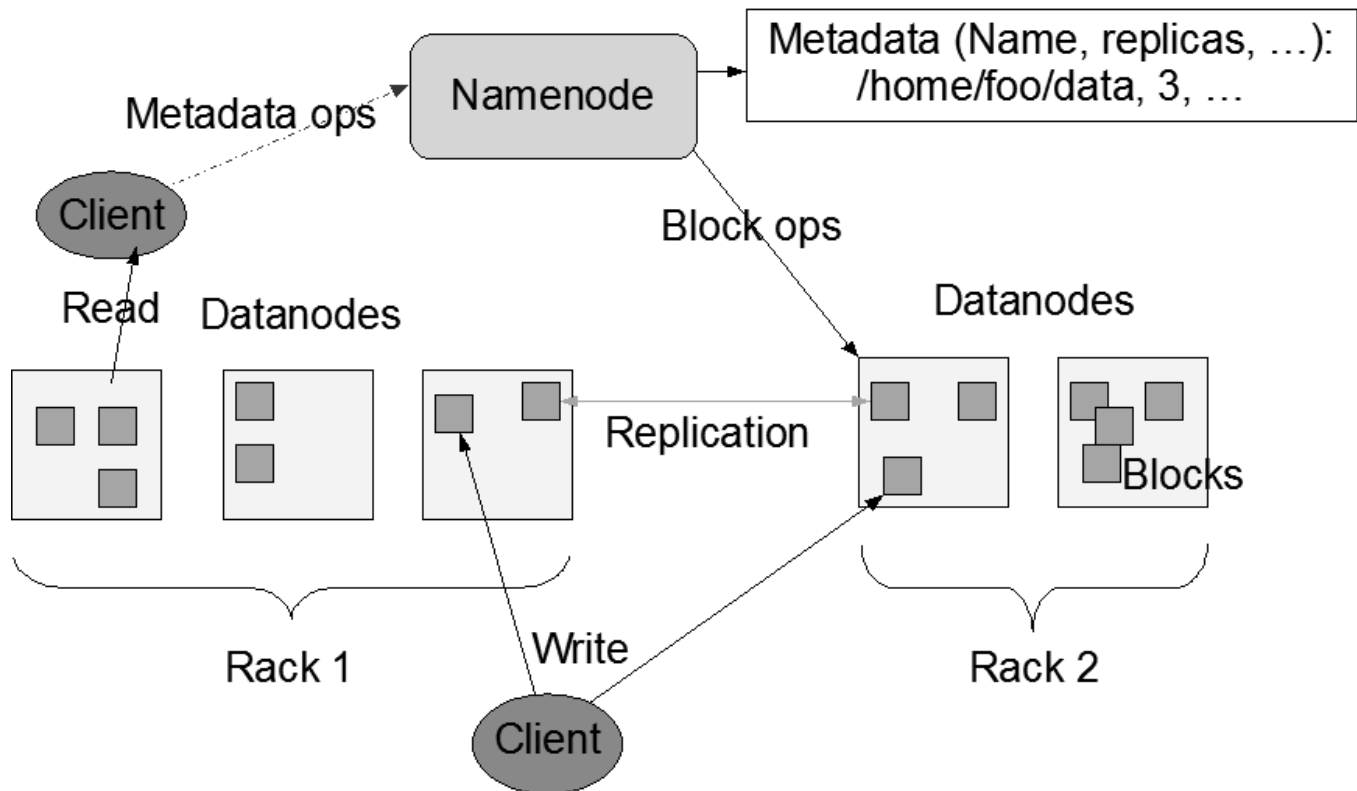 Metadata (Name, replicas, …):
/home/foo/data, 3, …
Namenode
Metadata ops
Client
Block ops
Read
Datanodes
Datanodes
Replication
Blocks
Rack 1
Write
Rack 2
Client